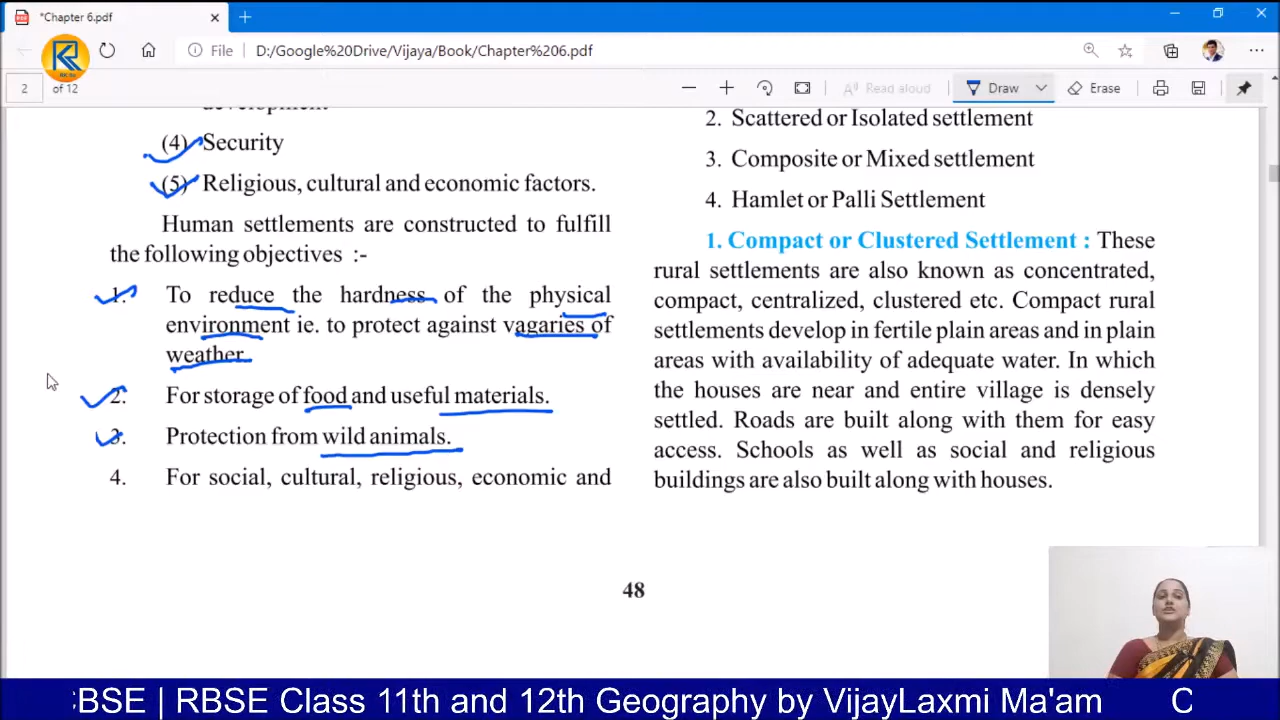 *Chapter 6.pdf
File
D:/Google%20Drive/Vijaya/Book/Chapter%206.pdf
2 of 12
Read aloud
Draw
Erase
development
(4) Security
(5) Religious, cultural and economic factors.
Human settlements are constructed to fulfill
the following objectives :-
1. To reduce the hardness of the physical
environment ie. to protect against vagaries of
weather.
2. For storage of food and useful materials.
3. Protection from wild animals.
4. For social, cultural, religious, economic and
2. Scattered or Isolated settlement
3. Composite or Mixed settlement
4. Hamlet or Palli Settlement
1. Compact or Clustered Settlement : These
rural settlements are also known as concentrated,
compact, centralized, clustered etc. Compact rural
settlements develop in fertile plain areas and in plain
areas with availability of adequate water. In which
the houses are near and entire village is densely
settled. Roads are built along with them for easy
access. Schools as well as social and religious
buildings are also built along with houses.
48
CBSE | RBSE Class 11th and 12th Geography by VijayLaxmi Ma'am C